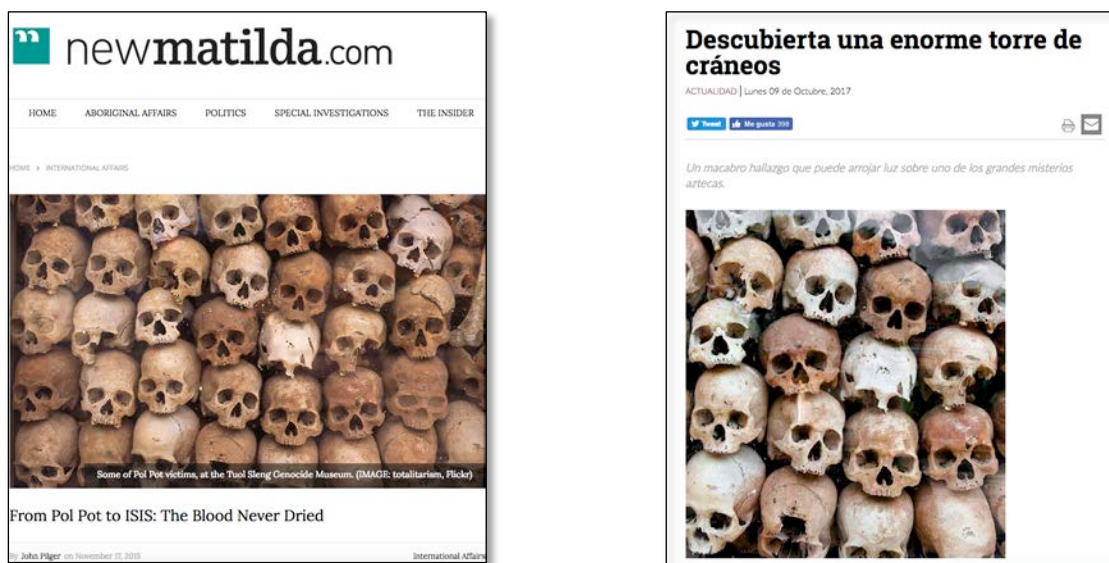 newmatilda.com
HOME ABORIGINAL AFFAIRS POLITICS SPECIAL INVESTIGATIONS THE INSIDER
HOME > INTERNATIONAL AFFAIRS
Some of Pol Pot victims, at the Tuol Sleng Genocide Museum. (IMAGE: totalitarism, Flickr)
From Pol Pot to ISIS: The Blood Never Dried
By John Pilger on November 17, 2015 International Affairs
Descubierta una enorme torre de
cráneos
ACTUALIDAD | Lunes 09 de Octubre, 2017
Tweet Me gusta 398
Un macabro hallazgo que puede arrojar luz sobre uno de los grandes misterios
aztecas.